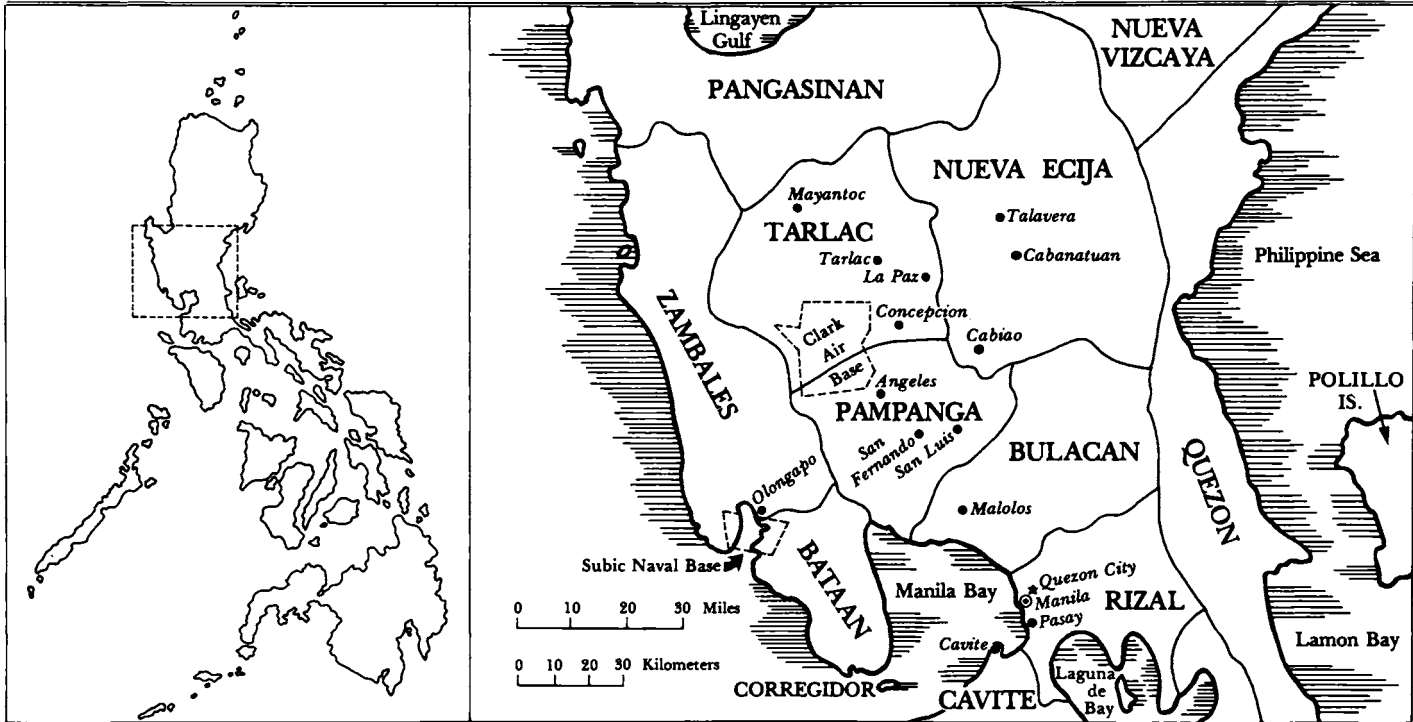 Lingayen
Gulf
NUEVA
VIZCAYA
PANGASINAN
NUEVA ECIJA
Mayantoc
TARLAC
Talavera
Tarlac
Cabanatuan
La Paz
Philippine Sea
ZAMBALES
Clark
Air
Base
Concepcion
Cabiao
Angeles
PAMPANGA
San
Fernando
San Luis
POLILLO
IS.
BULACAN
QUEZON
Olongapo
Malolos
Subic Naval Base
BATAAN
Manila Bay
Quezon City
Manila
RIZAL
Pasay
0 10 20 30 Miles
Cavite
Lamon Bay
0 10 20 30 Kilometers
CORREGIDOR
CAVITE
Laguna
de
Bay